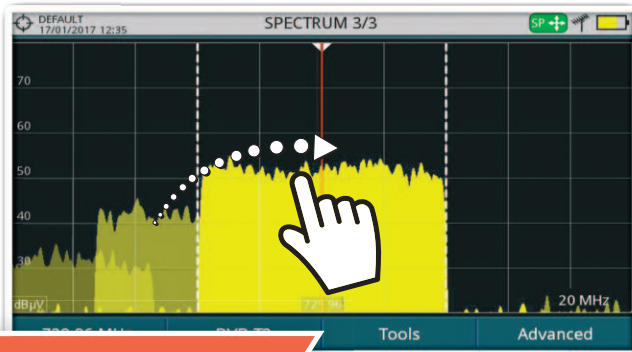 DEFAULT
17/01/2017 12:35
SPECTRUM 3/3
SP
70
60
50
40
30
dBµV
20 MHz
Tools
Advanced